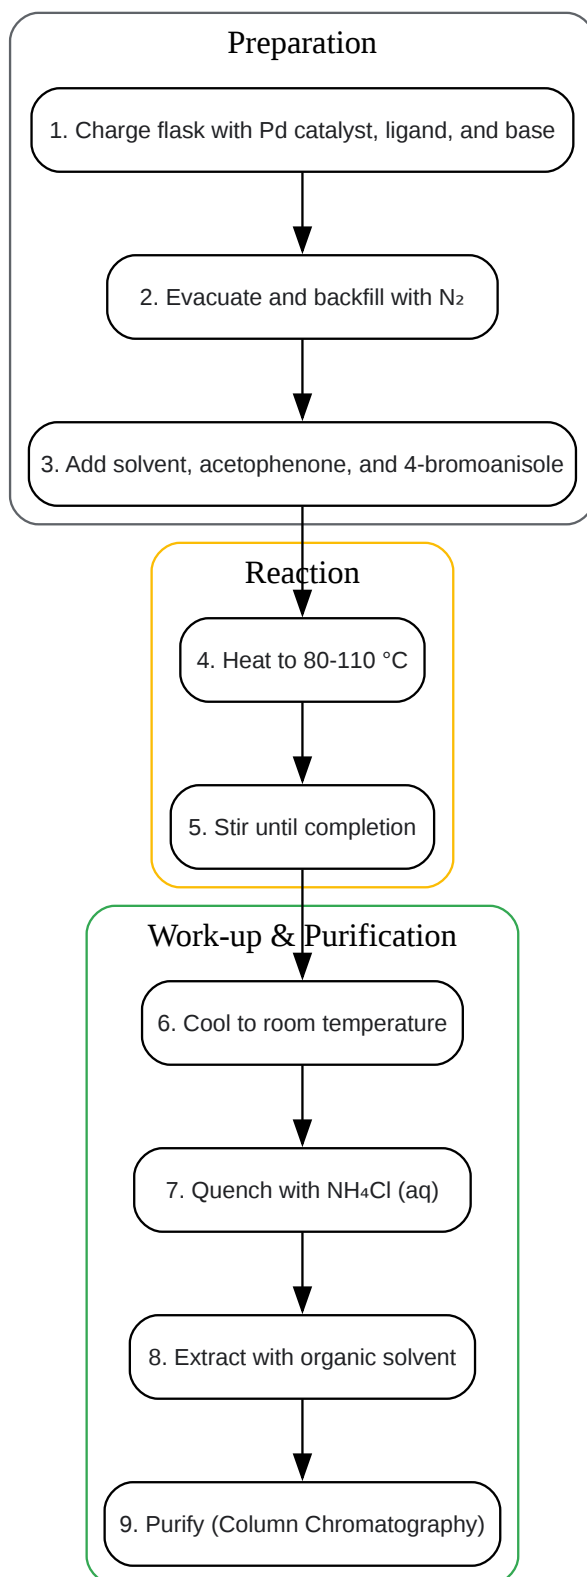 Preparation
1. Charge flask with Pd catalyst, ligand, and base
2. Evacuate and backfill with N₂
3. Add solvent, acetophenone, and 4-bromoanisole
Reaction
4. Heat to 80-110 °C
5. Stir until completion
Work-up & Purification
6. Cool to room temperature
7. Quench with NH₄Cl (aq)
8. Extract with organic solvent
9. Purify (Column Chromatography)